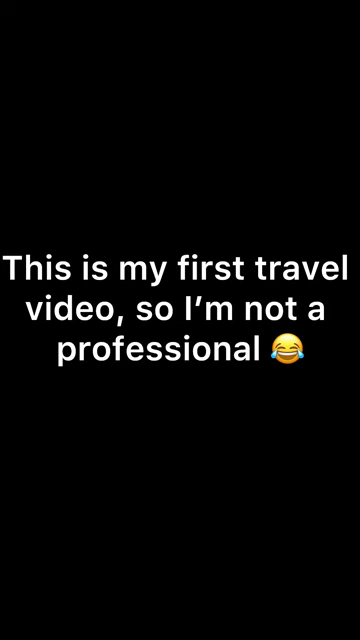 This is my first travel
video, so I’m not a
professional 😂